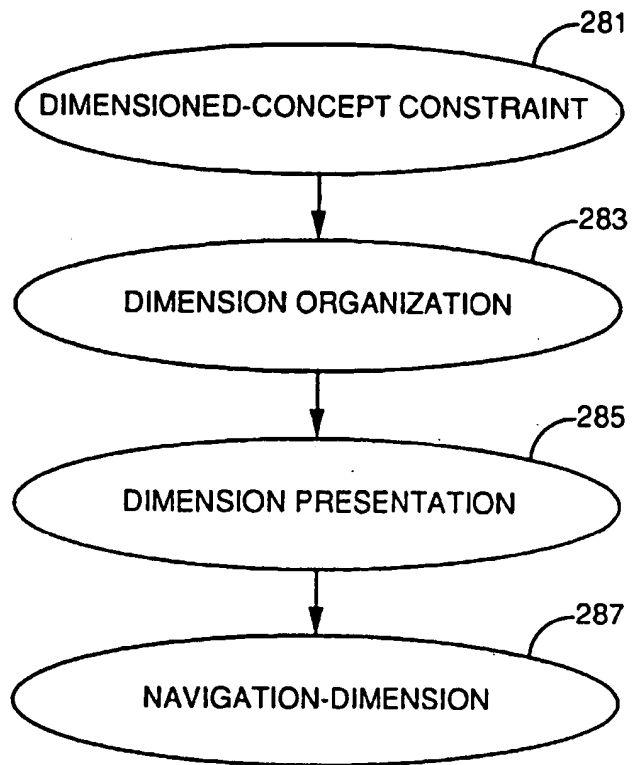 281
DIMENSIONED-CONCEPT CONSTRAINT
283
DIMENSION ORGANIZATION
285
DIMENSION PRESENTATION
287
NAVIGATION-DIMENSION